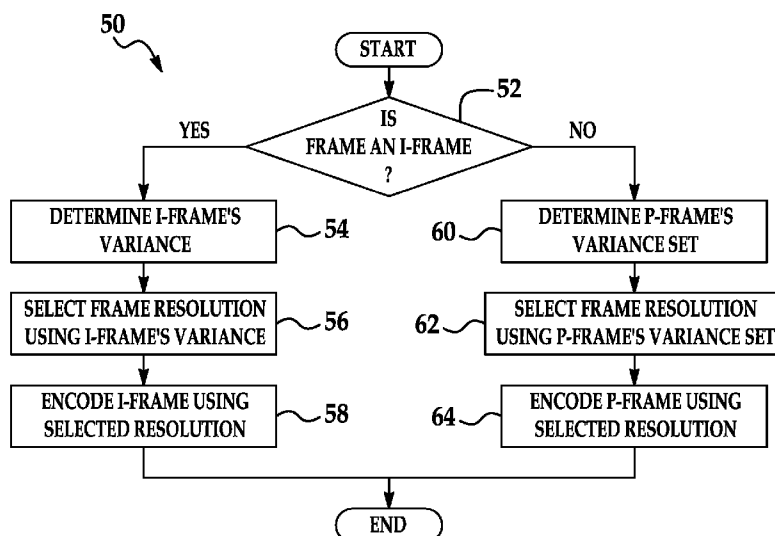 50
START
52
IS
FRAME AN I-FRAME
?
YES
NO
DETERMINE I-FRAME'S
VARIANCE
54
SELECT FRAME RESOLUTION
USING I-FRAME'S VARIANCE
56
ENCODE I-FRAME USING
SELECTED RESOLUTION
58
DETERMINE P-FRAME'S
VARIANCE SET
60
SELECT FRAME RESOLUTION
USING P-FRAME'S VARIANCE SET
62
ENCODE P-FRAME USING
SELECTED RESOLUTION
64
END